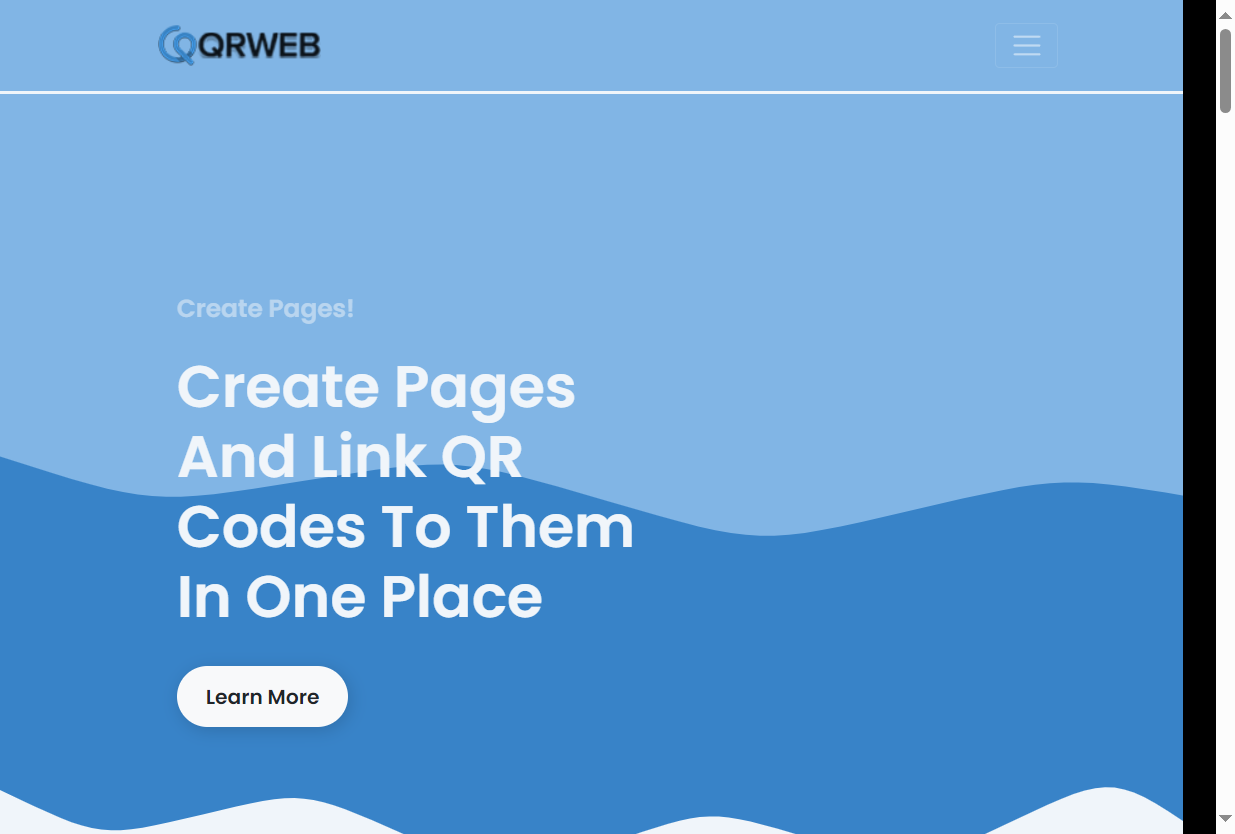 QRWEB
Create Pages!
Create Pages
And Link QR
Codes To Them
In One Place
Learn More